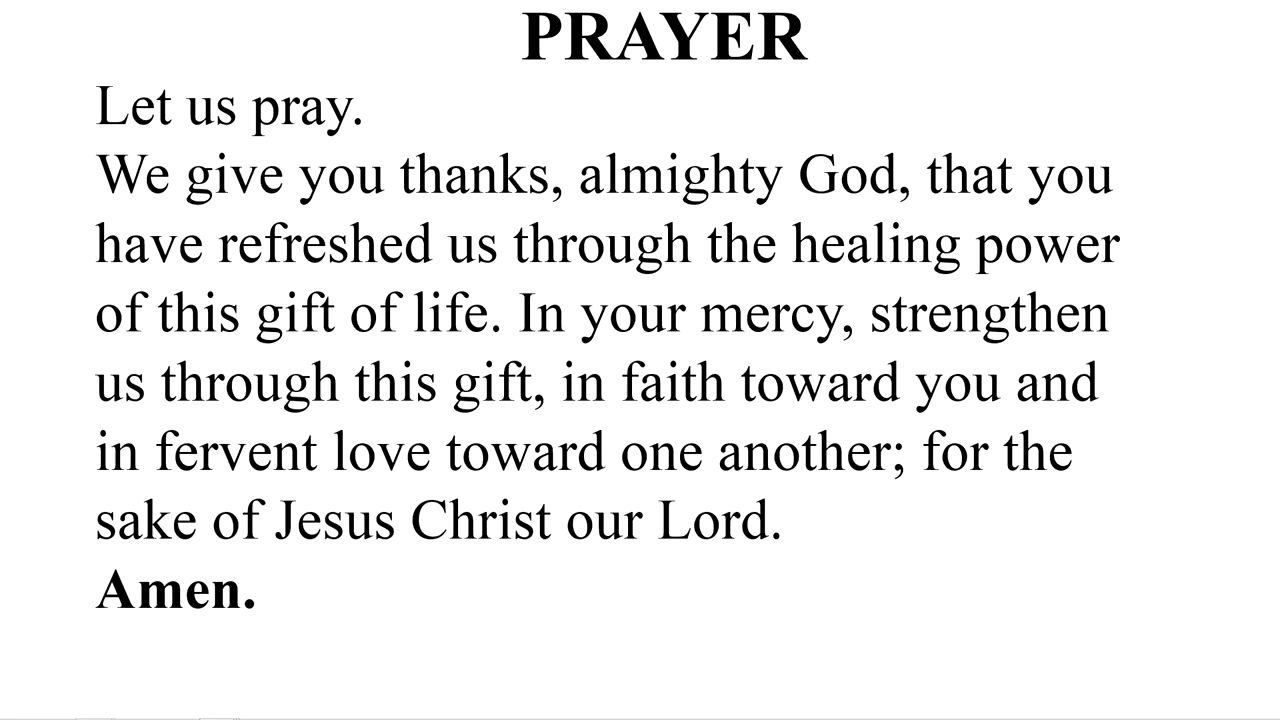 PRAYER
Let us pray.
We give you thanks, almighty God, that you
have refreshed us through the healing power
of this gift of life. In your mercy, strengthen
us through this gift, in faith toward you and
in fervent love toward one another; for the
sake of Jesus Christ our Lord.
Amen.